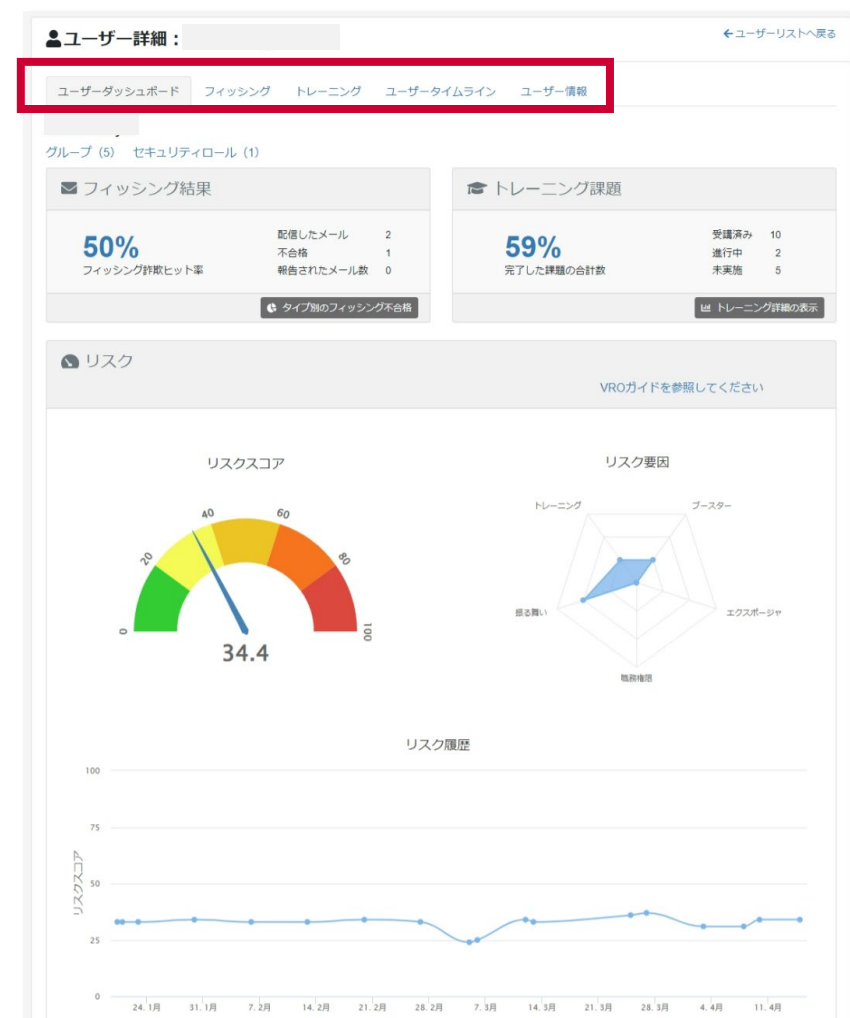 ユーザー詳細：
←ユーザーリストへ戻る
ユーザーダッシュボード フィッシング トレーニング ユーザータイムライン ユーザー情報
グループ（5） セキュリティロール（1）
フィッシング結果
50%
フィッシング詐欺ヒット率
配信したメール 2
不合格 1
報告されたメール数 0
タイプ別のフィッシング不合格
トレーニング課題
59%
完了した課題の合計数
受講済み 10
進行中 2
未実施 5
トレーニング詳細の表示
リスク
VROガイドを参照してください
リスクスコア
0
20
40
60
80
100
34.4
リスク要因
トレーニング
ブースター
振る舞い
エクスポージャ
職務権限
リスク履歴
リスクスコア
100
75
50
25
0
24. 1月 31. 1月 7. 2月 14. 2月 21. 2月 28. 2月 7. 3月 14. 3月 21. 3月 28. 3月 4. 4月 11. 4月